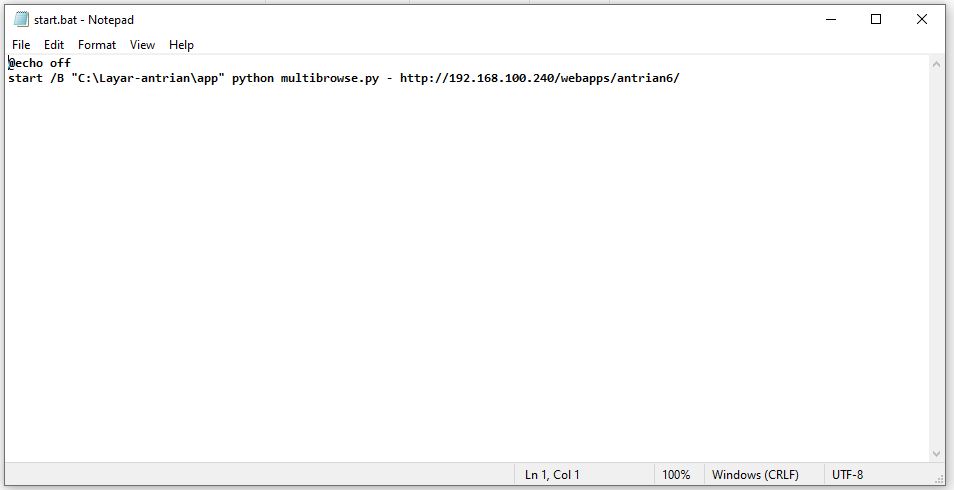 start.bat - Notepad
File Edit Format View Help
@echo off
start /B "C:\Layar-antrian\app" python multibrowse.py - http://192.168.100.240/webapps/antrian6/
Ln 1, Col 1 100% Windows (CRLF) UTF-8